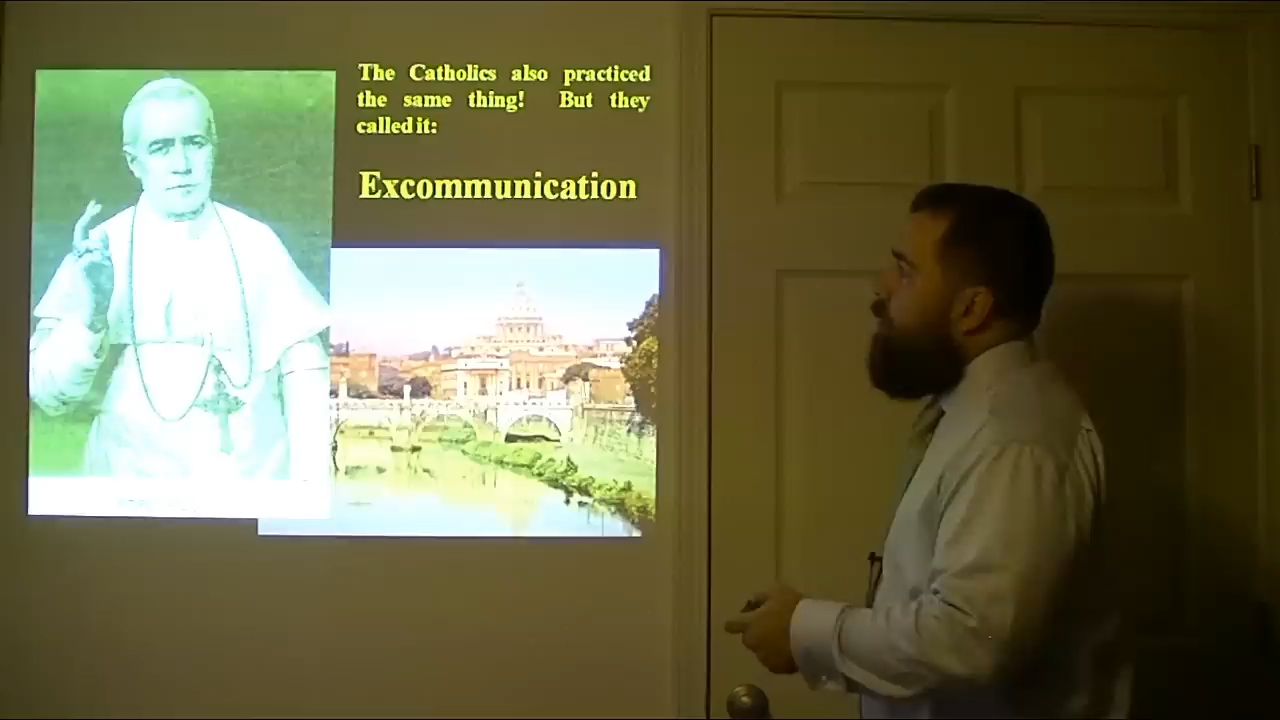 The Catholics also practiced
the same thing! But they
called it:
Excommunication